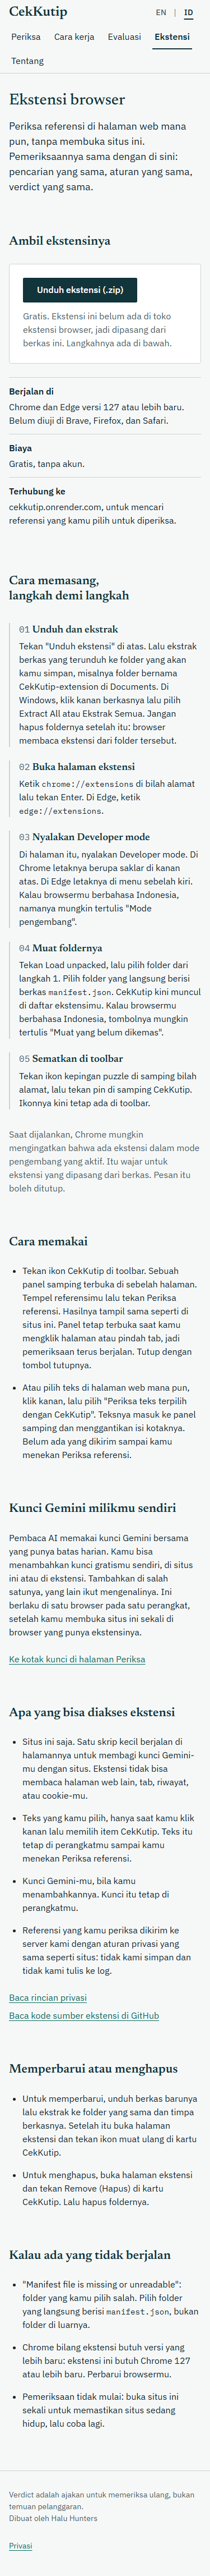 CekKutip
EN | ID
Periksa Cara kerja Evaluasi Ekstensi
Tentang
Ekstensi browser
Periksa referensi di halaman web mana
pun, tanpa membuka situs ini.
Pemeriksaannya sama dengan di sini:
pencarian yang sama, aturan yang sama,
verdict yang sama.
Ambil ekstensinya
Unduh ekstensi (.zip)
Gratis. Ekstensi ini belum ada di toko
ekstensi browser, jadi dipasang dari
berkas ini. Langkahnya ada di bawah.
Berjalan di
Chrome dan Edge versi 127 atau lebih baru.
Belum diuji di Brave, Firefox, dan Safari.
Biaya
Gratis, tanpa akun.
Terhubung ke
cekkutip.onrender.com, untuk mencari
referensi yang kamu pilih untuk diperiksa.
Cara memasang,
langkah demi langkah
01 Unduh dan ekstrak
Tekan "Unduh ekstensi" di atas. Lalu ekstrak
berkas yang terunduh ke folder yang akan
kamu simpan, misalnya folder bernama
CekKutip-extension di Documents. Di
Windows, klik kanan berkasnya lalu pilih
Extract All atau Ekstrak Semua. Jangan
hapus foldernya setelah itu: browser
membaca ekstensi dari folder tersebut.
02 Buka halaman ekstensi
Ketik chrome://extensions di bilah alamat
lalu tekan Enter. Di Edge, ketik
edge://extensions.
03 Nyalakan Developer mode
Di halaman itu, nyalakan Developer mode. Di
Chrome letaknya berupa saklar di kanan
atas. Di Edge letaknya di menu sebelah kiri.
Kalau browsermu berbahasa Indonesia,
namanya mungkin tertulis "Mode
pengembang".
04 Muat foldernya
Tekan Load unpacked, lalu pilih folder dari
langkah 1. Pilih folder yang langsung berisi
berkas manifest.json. CekKutip kini muncul
di daftar ekstensimu. Kalau browsermu
berbahasa Indonesia, tombolnya mungkin
tertulis "Muat yang belum dikemas".
05 Sematkan di toolbar
Tekan ikon kepingan puzzle di samping bilah
alamat, lalu tekan pin di samping CekKutip.
Ikonnya kini tetap ada di toolbar.
Saat dijalankan, Chrome mungkin
mengingatkan bahwa ada ekstensi dalam mode
pengembang yang aktif. Itu wajar untuk
ekstensi yang dipasang dari berkas. Pesan itu
boleh ditutup.
Cara memakai
• Tekan ikon CekKutip di toolbar. Sebuah
panel samping terbuka di sebelah halaman.
Tempel referensimu lalu tekan Periksa
referensi. Hasilnya tampil sama seperti di
situs ini. Panel tetap terbuka saat kamu
mengklik halaman atau pindah tab, jadi
pemeriksaan terus berjalan. Tutup dengan
tombol tutupnya.
• Atau pilih teks di halaman web mana pun,
klik kanan, lalu pilih "Periksa teks terpilih
dengan CekKutip". Teksnya masuk ke panel
samping dan menggantikan isi kotaknya.
Belum ada yang dikirim sampai kamu
menekan Periksa referensi.
Kunci Gemini milikmu sendiri
Pembaca AI memakai kunci Gemini bersama
yang punya batas harian. Kamu bisa
menambahkan kunci gratismu sendiri, di situs
ini atau di ekstensi. Tambahkan di salah
satunya, yang lain ikut mengenalinya. Ini
berlaku di satu browser pada satu perangkat,
setelah kamu membuka situs ini sekali di
browser yang punya ekstensinya.
Ke kotak kunci di halaman Periksa
Apa yang bisa diakses ekstensi
• Situs ini saja. Satu skrip kecil berjalan di
halamannya untuk membagi kunci Gemini-
mu dengan situs. Ekstensi tidak bisa
membaca halaman web lain, tab, riwayat,
atau cookie-mu.
• Teks yang kamu pilih, hanya saat kamu klik
kanan lalu memilih item CekKutip. Teks itu
tetap di perangkatmu sampai kamu
menekan Periksa referensi.
• Kunci Gemini-mu, bila kamu
menambahkannya. Kunci itu tetap di
perangkatmu.
• Referensi yang kamu periksa dikirim ke
server kami dengan aturan privasi yang
sama seperti situs: tidak kami simpan dan
tidak kami tulis ke log.
Baca rincian privasi
Baca kode sumber ekstensi di GitHub
Memperbarui atau menghapus
• Untuk memperbarui, unduh berkas barunya
lalu ekstrak ke folder yang sama dan timpa
berkasnya. Setelah itu buka halaman
ekstensi dan tekan ikon muat ulang di kartu
CekKutip.
• Untuk menghapus, buka halaman ekstensi
dan tekan Remove (Hapus) di kartu
CekKutip. Lalu hapus foldernya.
Kalau ada yang tidak berjalan
• "Manifest file is missing or unreadable":
folder yang kamu pilih salah. Pilih folder
yang langsung berisi manifest.json, bukan
folder di luarnya.
• Chrome bilang ekstensi butuh versi yang
lebih baru: ekstensi ini butuh Chrome 127
atau lebih baru. Perbarui browsermu.
• Pemeriksaan tidak mulai: buka situs ini
sekali untuk memastikan situs sedang
hidup, lalu coba lagi.
Verdict adalah ajakan untuk memeriksa ulang, bukan
temuan pelanggaran.
Dibuat oleh Halu Hunters
Privasi